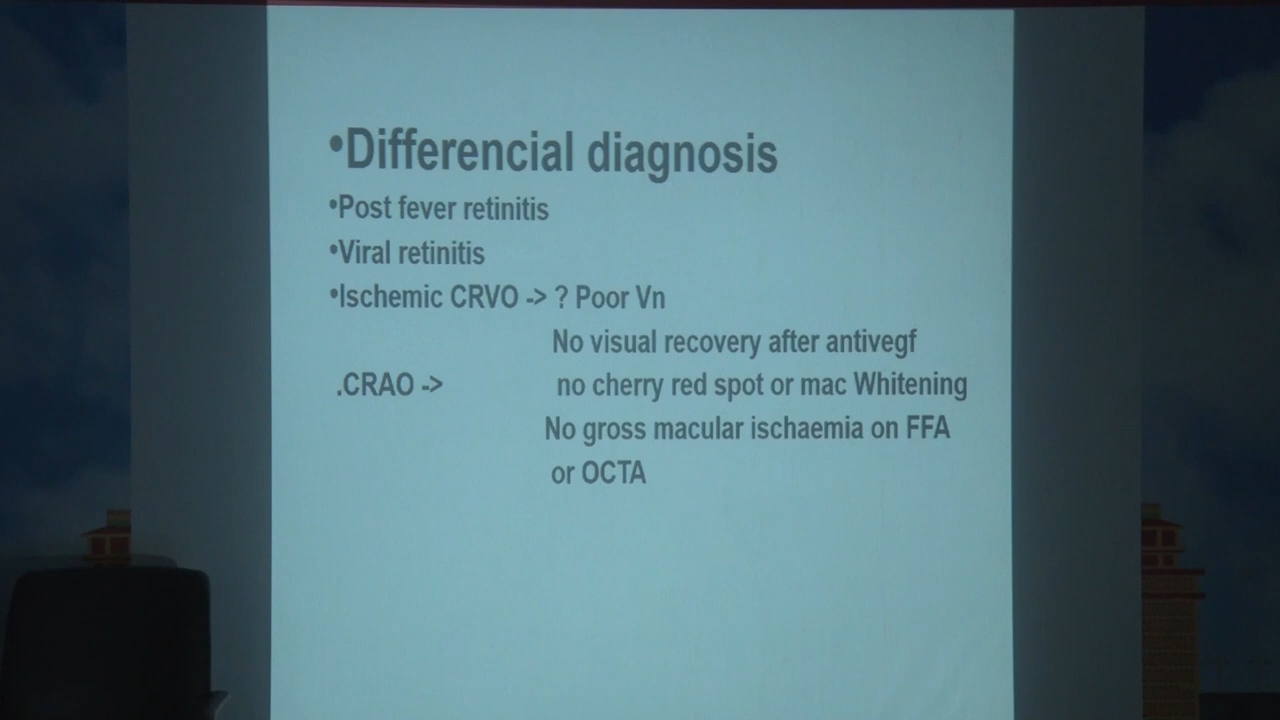 •Differencial diagnosis
•Post fever retinitis
•Viral retinitis
•Ischemic CRVO -> ? Poor Vn
No visual recovery after antivegf
.CRAO -> no cherry red spot or mac Whitening
No gross macular ischaemia on FFA
or OCTA